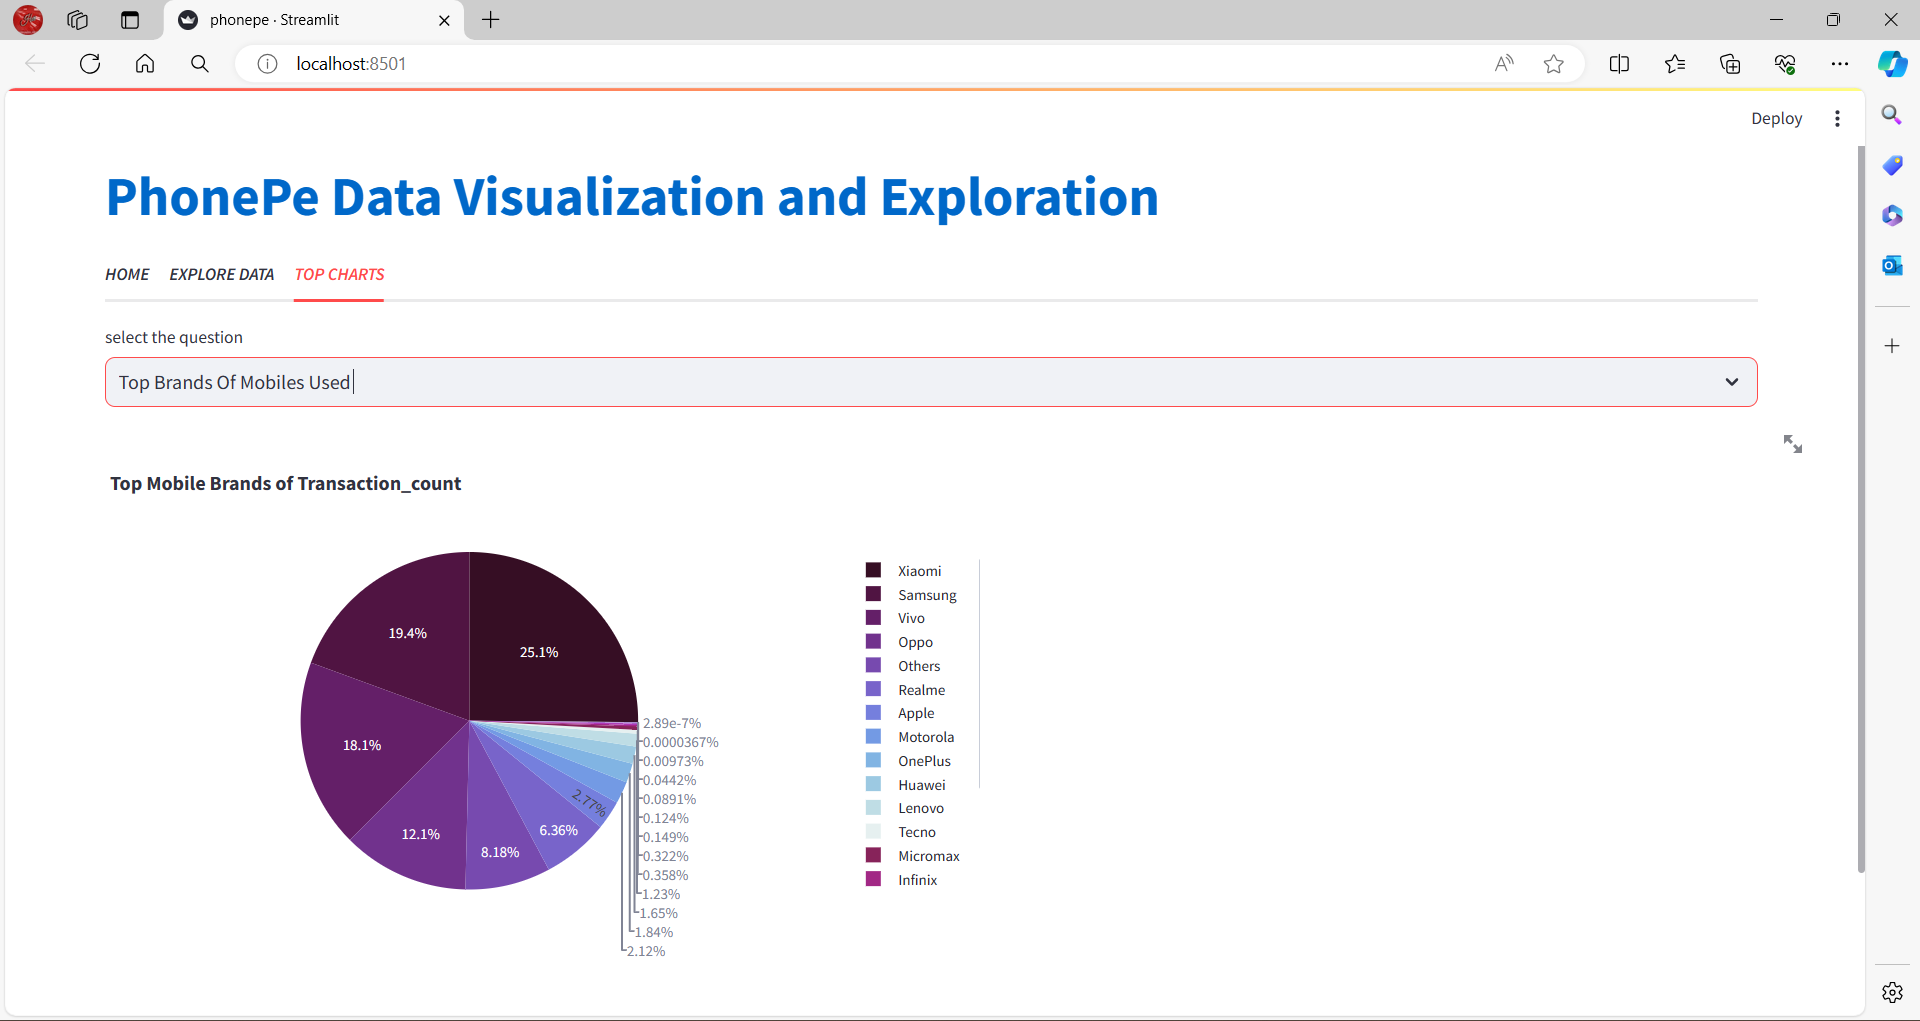 phonepe · Streamlit
localhost:8501
Deploy
PhonePe Data Visualization and Exploration
HOME EXPLORE DATA TOP CHARTS
select the question
Top Brands Of Mobiles Used
Top Mobile Brands of Transaction_count
19.4%
25.1%
18.1%
12.1%
8.18%
6.36%
2.77%
2.89e-7%
0.0000367%
0.00973%
0.0442%
0.0891%
0.124%
0.149%
0.322%
0.358%
1.23%
1.65%
1.84%
2.12%
Xiaomi
Samsung
Vivo
Oppo
Others
Realme
Apple
Motorola
OnePlus
Huawei
Lenovo
Tecno
Micromax
Infinix